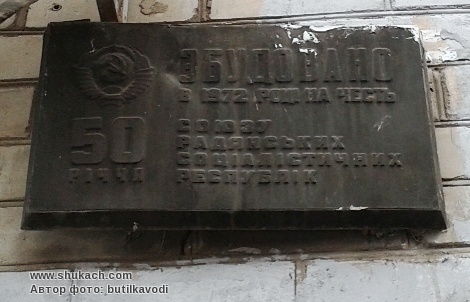 ЗБУДОВАНО
В 1972 РОЦІ НА ЧЕСТЬ
50
РІЧЧЯ
СОЮЗУ
РАДЯНСЬКИХ
СОЦІАЛІСТИЧНИХ
РЕСПУБЛІК
www.shukach.com
Автор фото: butilkavodi